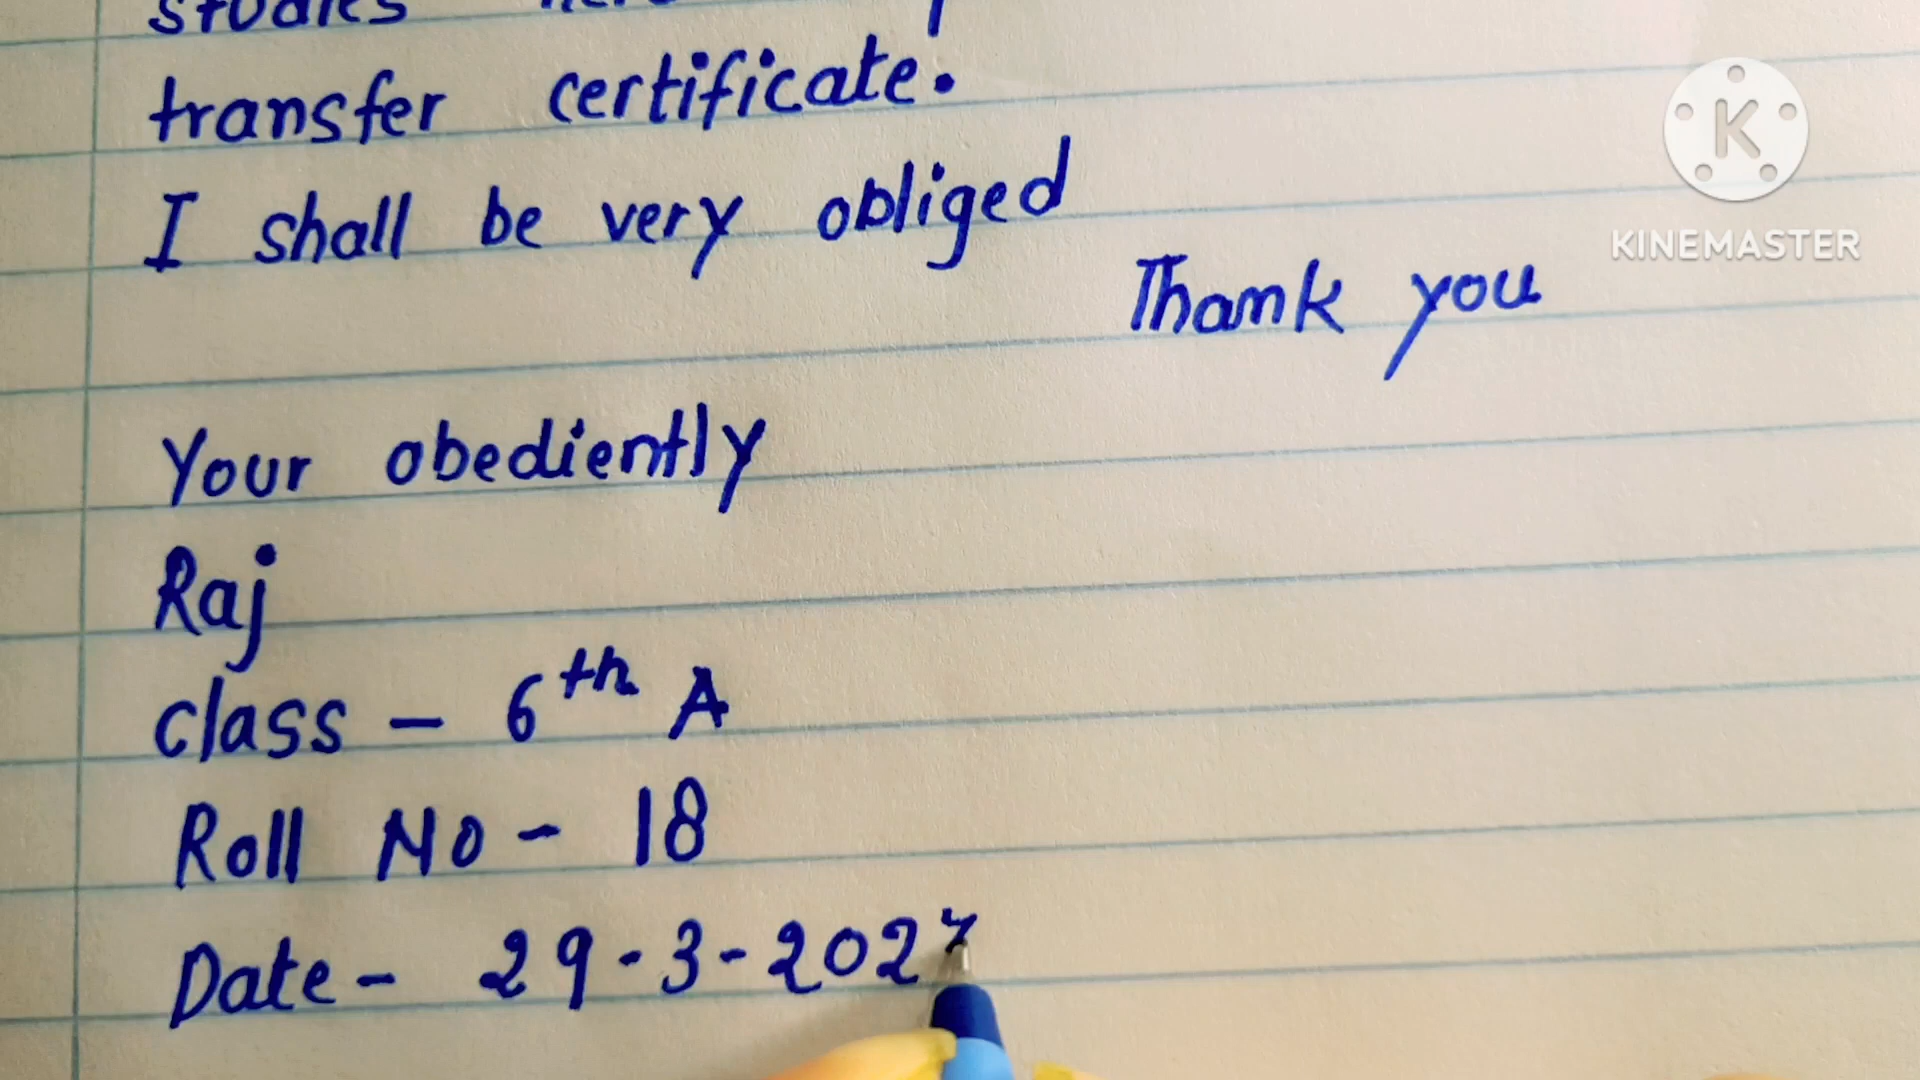 studies
transfer certificate.
I shall be very obliged
Thank you
Your obediently
Raj
class - 6th A
Roll No - 18
Date - 29-3-202
K
KINEMASTER